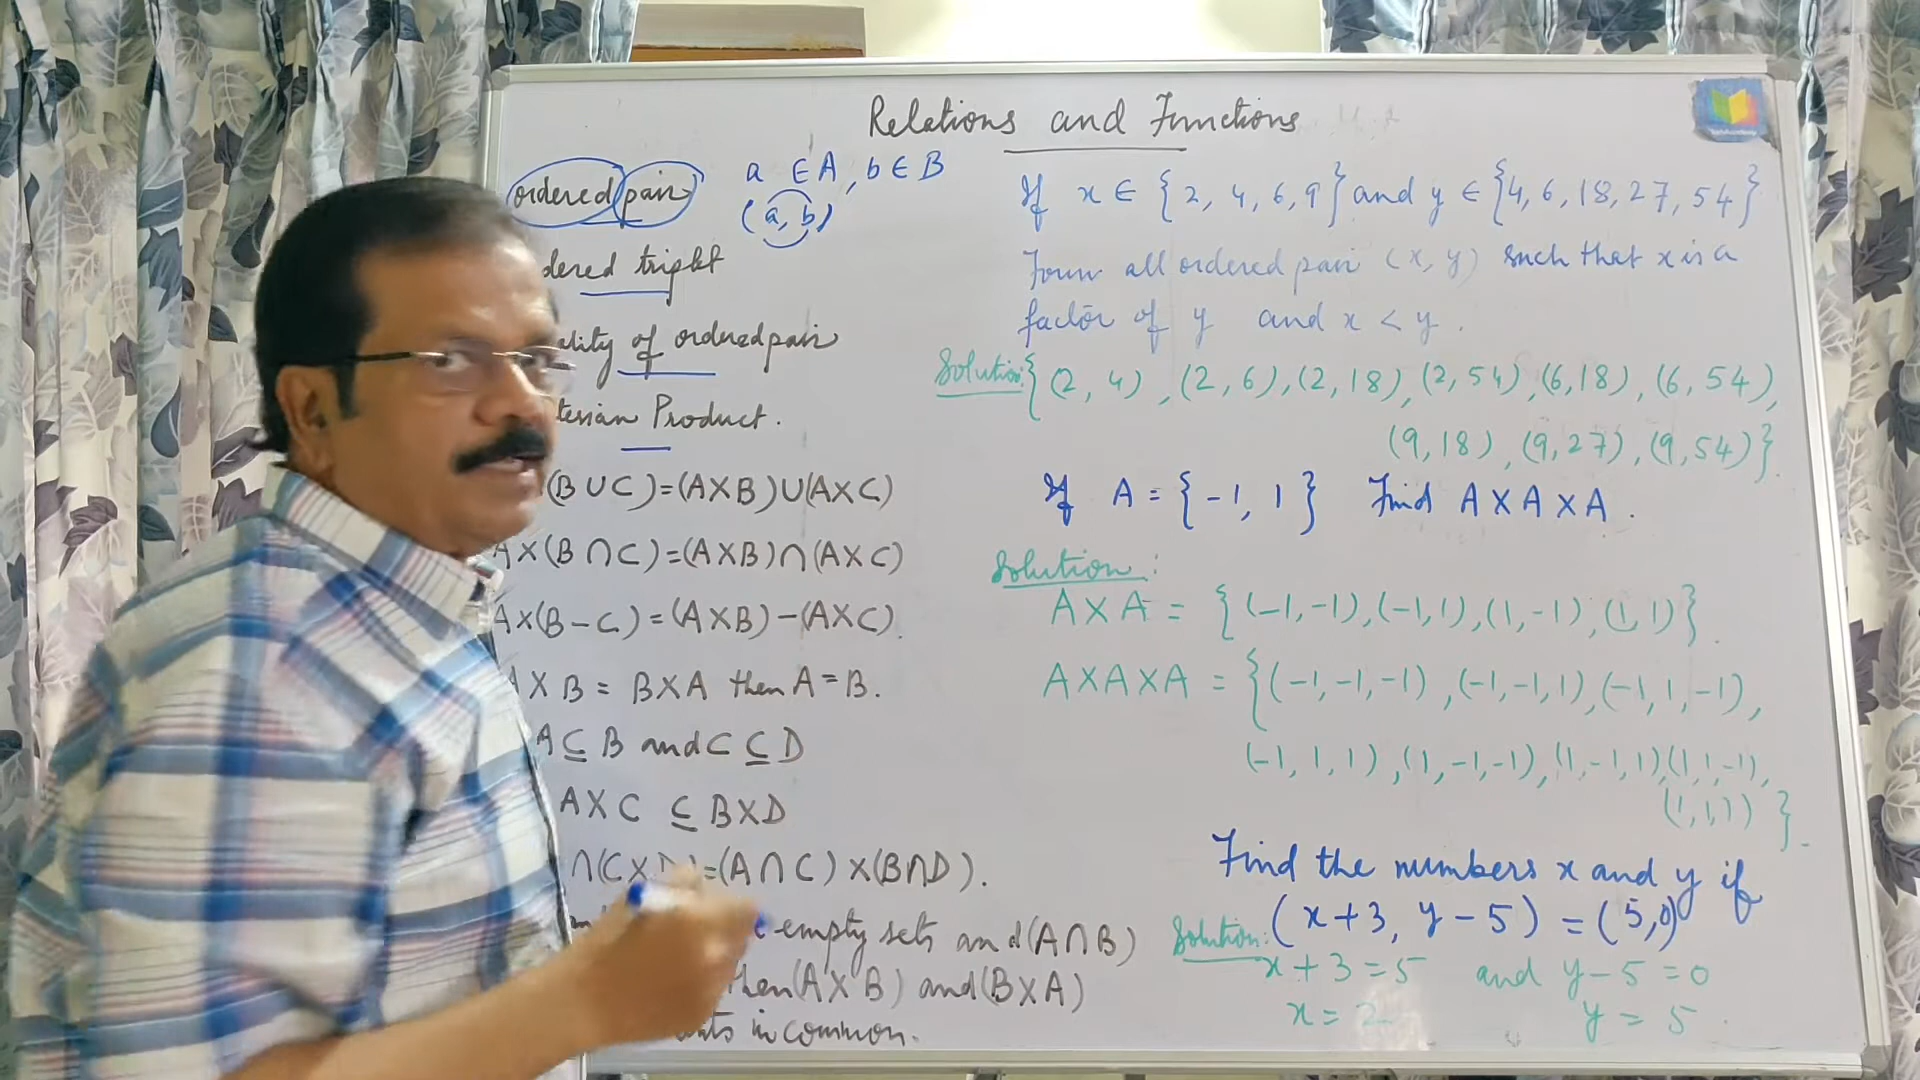 Relations and Functions
ordered pair a ∈ A, b ∈ B
(a, b)
dered triplet
ality of ordered pair
tesian Product.
(B ∪ C) = (A X B) ∪ (A X C)
A X (B ∩ C) = (A X B) ∩ (A X C)
A X (B - C) = (A X B) - (A X C).
A X B = B X A then A = B.
A ⊆ B and C ⊆ D
A X C ⊆ B X D
∩ (C X D) = (A ∩ C) X (B ∩ D).
empty sets and (A ∩ B)
then (A X B) and (B X A)
nts in common.
If x ∈ {2, 4, 6, 9} and y ∈ {4, 6, 18, 27, 54}
Form all ordered pair (x, y) such that x is a
factor of y and x < y.
Solution: {(2, 4), (2, 6), (2, 18), (2, 54), (6, 18), (6, 54),
(9, 18), (9, 27), (9, 54)}.
If A = {-1, 1} Find A X A X A.
Solution:
A X A = {(-1, -1), (-1, 1), (1, -1), (1, 1)}.
A X A X A = {(-1, -1, -1), (-1, -1, 1), (-1, 1, -1),
(-1, 1, 1), (1, -1, -1), (1, -1, 1), (1, 1, -1),
(1, 1, 1)}.
Find the numbers x and y if
(x + 3, y - 5) = (5, 0)
Solution:
x + 3 = 5 and y - 5 = 0
x = 2 y = 5.